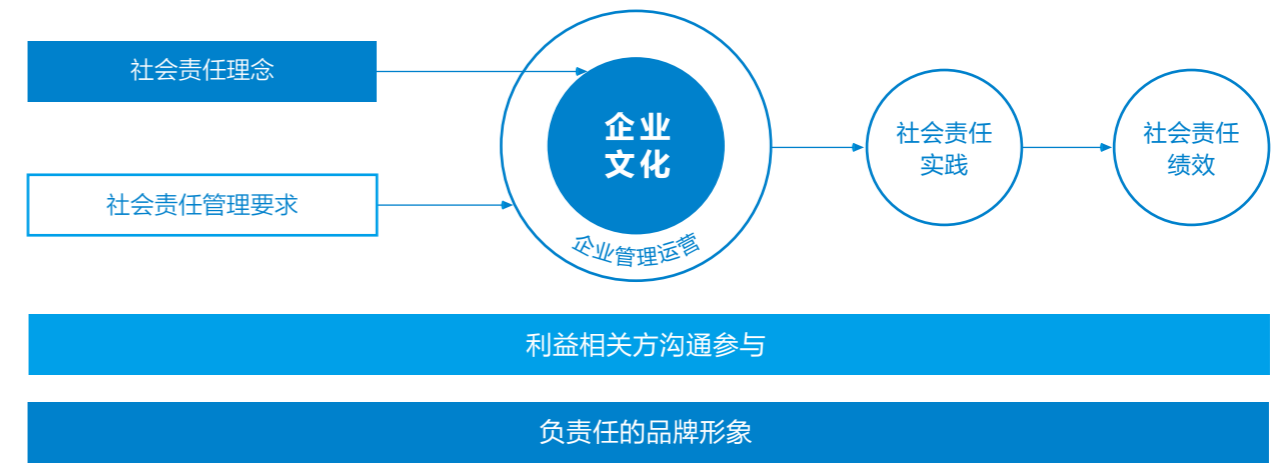 社会责任理念
社会责任管理要求
企业
文化
企业管理运营
社会责任
实践
社会责任
绩效
利益相关方沟通参与
负责任的品牌形象